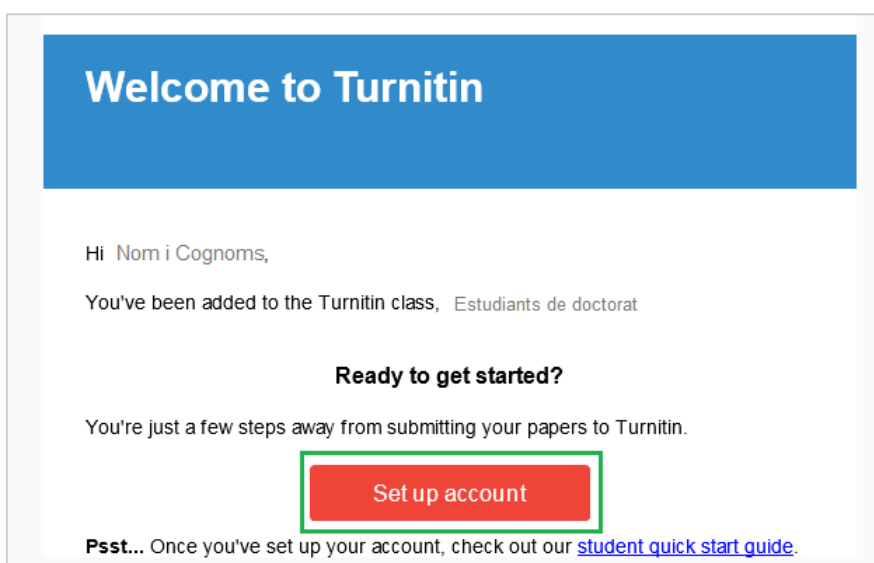 Welcome to Turnitin
Hi Nom i Cognoms,
You've been added to the Turnitin class, Estudiants de doctorat
Ready to get started?
You're just a few steps away from submitting your papers to Turnitin.
Set up account
Psst... Once you've set up your account, check out our student quick start guide.